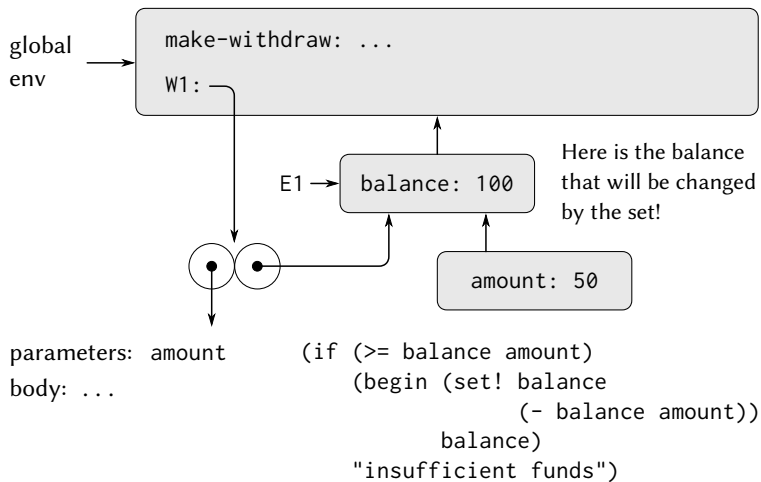 global
env
make-withdraw: ...
W1:
E1
balance: 100
Here is the balance
that will be changed
by the set!
amount: 50
parameters: amount
body: ...
(if (>= balance amount)
(begin (set! balance
(- balance amount))
balance)
"insufficient funds")